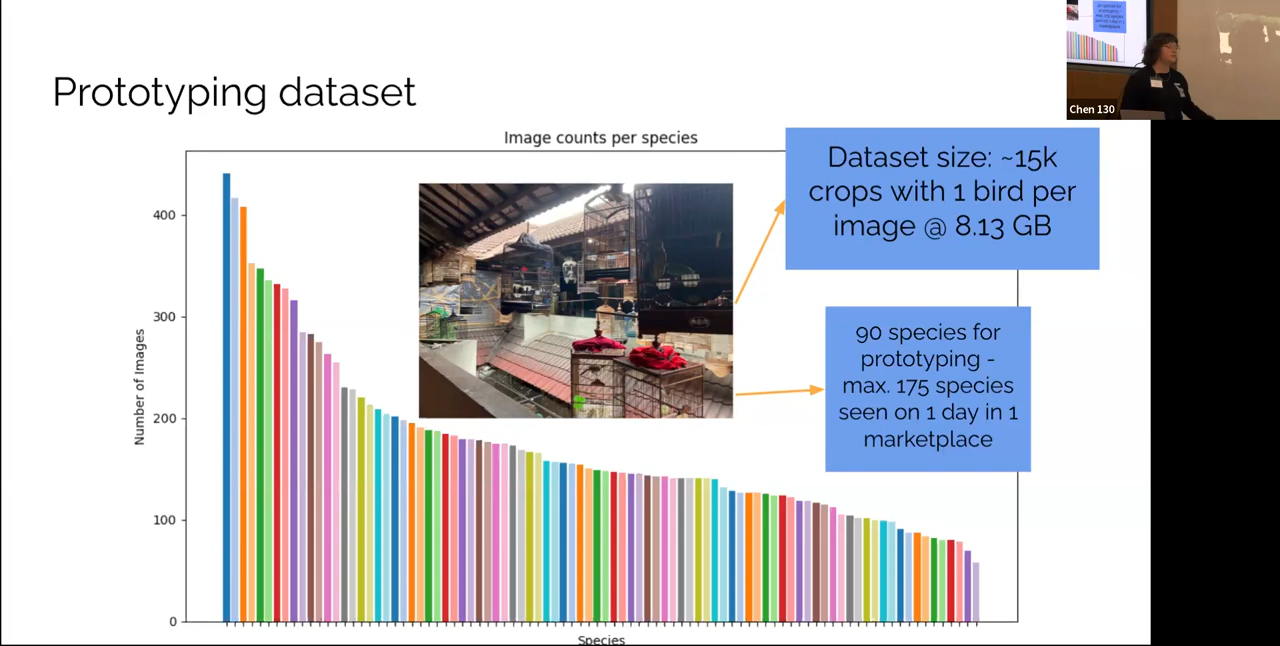 Prototyping dataset
Image counts per species
Dataset size: ~15k
crops with 1 bird per
image @ 8.13 GB
90 species for
prototyping -
max. 175 species
seen on 1 day in 1
marketplace
Number of Images
400
300
200
100
0
Species
Chen 130